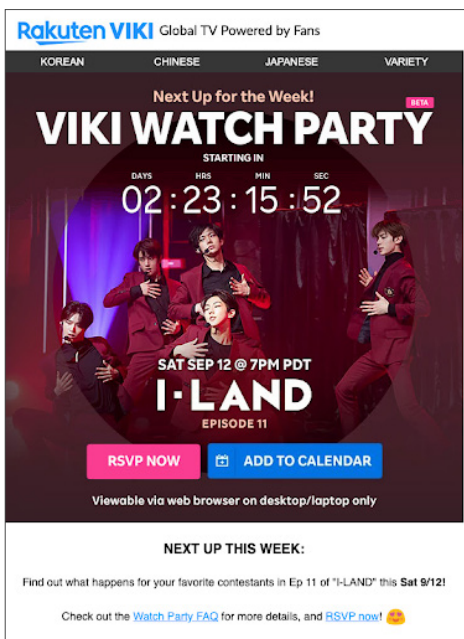 Rakuten VIKI Global TV Powered by Fans
KOREAN CHINESE JAPANESE VARIETY
Next Up for the Week!
BETA
VIKI WATCH PARTY
STARTING IN
DAYS HRS MIN SEC
02 : 23 : 15 : 52
SAT SEP 12 @ 7PM PDT
I·LAND
EPISODE 11
RSVP NOW ADD TO CALENDAR
Viewable via web browser on desktop/laptop only
NEXT UP THIS WEEK:
Find out what happens for your favorite contestants in Ep 11 of "I-LAND" this Sat 9/12!
Check out the Watch Party FAQ for more details, and RSVP now! 😍